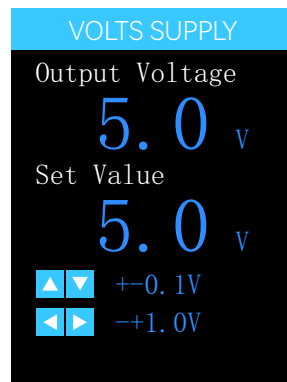 VOLTS SUPPLY
Output Voltage
5.0 V
Set Value
5.0 V
+-0.1V
-+1.0V